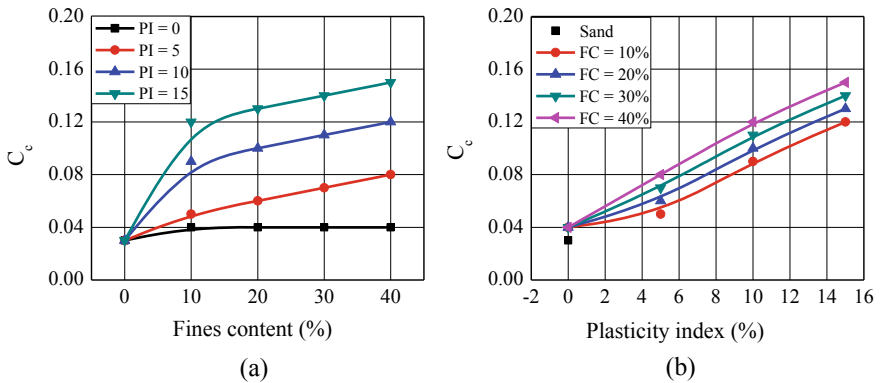 0.20
0.16
0.12
0.08
0.04
0.00
C_c
PI = 0
PI = 5
PI = 10
PI = 15
0 10 20 30 40
Fines content (%)
(a)
0.20
0.16
0.12
0.08
0.04
0.00
C_c
Sand
FC = 10%
FC = 20%
FC = 30%
FC = 40%
-2 0 2 4 6 8 10 12 14 16
Plasticity index (%)
(b)